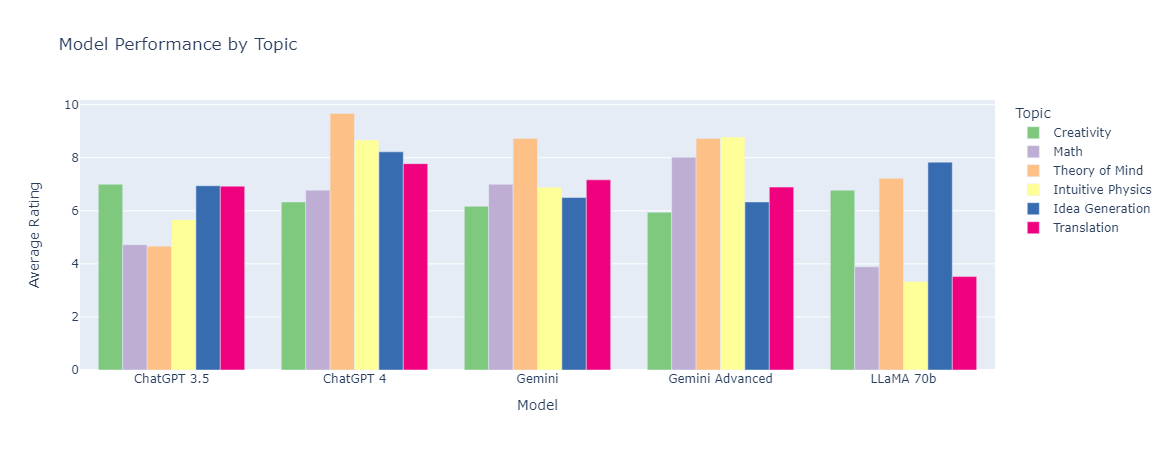 Model Performance by Topic
Average Rating
10
8
6
4
2
0
ChatGPT 3.5
ChatGPT 4
Gemini
Gemini Advanced
LLaMA 70b
Model
Topic
Creativity
Math
Theory of Mind
Intuitive Physics
Idea Generation
Translation